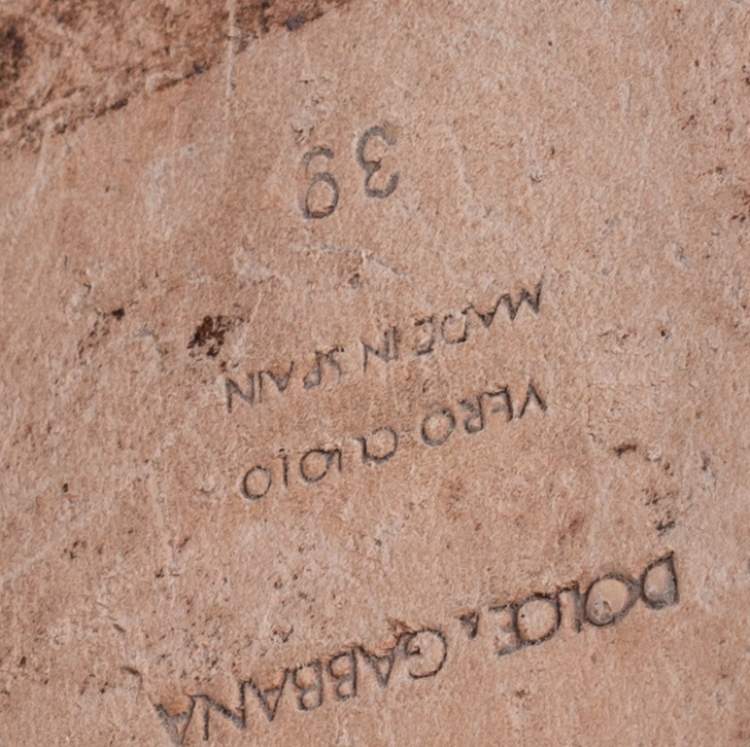 DOLCE & GABBANA
VERO CUOIO
MADE IN SPAIN
39